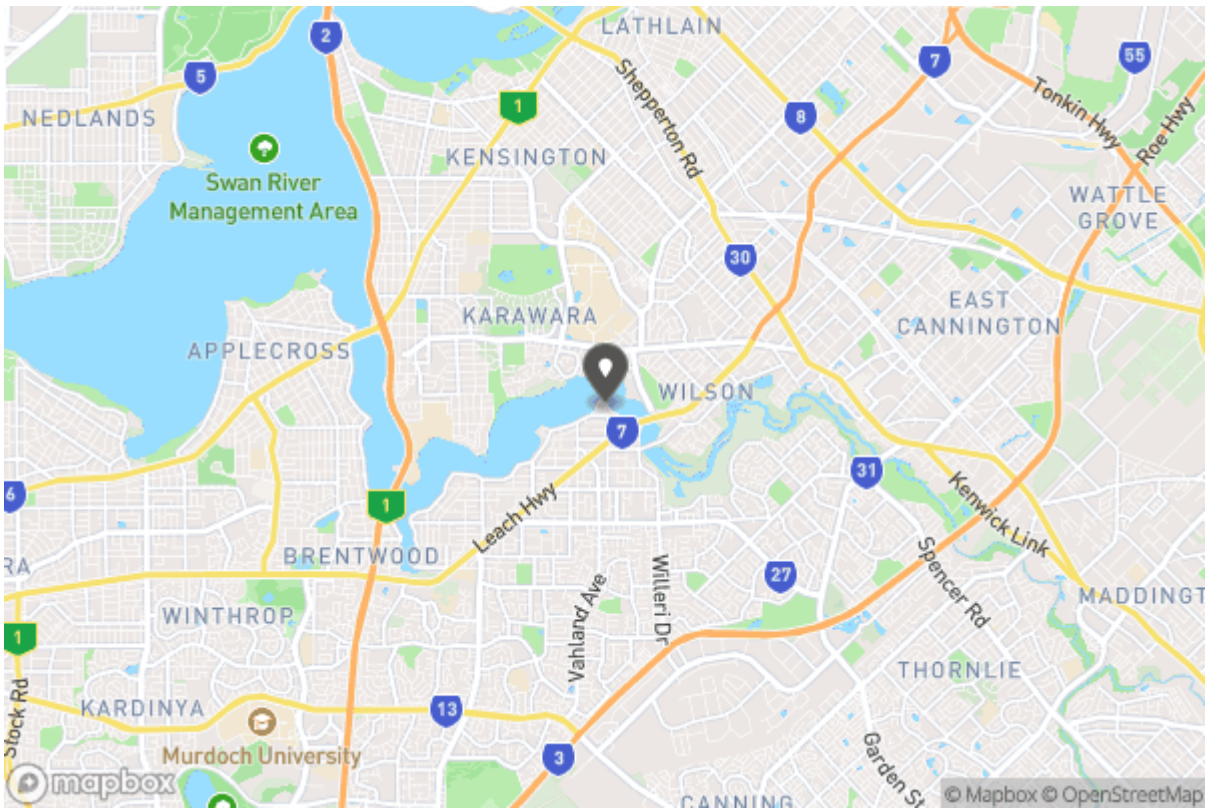 LATHLAIN
2
7
55
5
Tonkin Hwy
1
8
NEDLANDS
Shepperton Rd
Roe Hwy
KENSINGTON
Swan River
Management Area
WATTLE
GROVE
30
EAST
CANNINGTON
KARAWARA
APPLECROSS
WILSON
7
31
6
1
Leach Hwy
Kenwick Link
BRENTWOOD
RA
Spencer Rd
27
Willeri Dr
Vahland Ave
MADDINGT
WINTHROP
1
THORNLIE
Stock Rd
KARDINYA
13
Murdoch University
3
Garden St
mapbox
CANNING
© Mapbox © OpenStreetMap